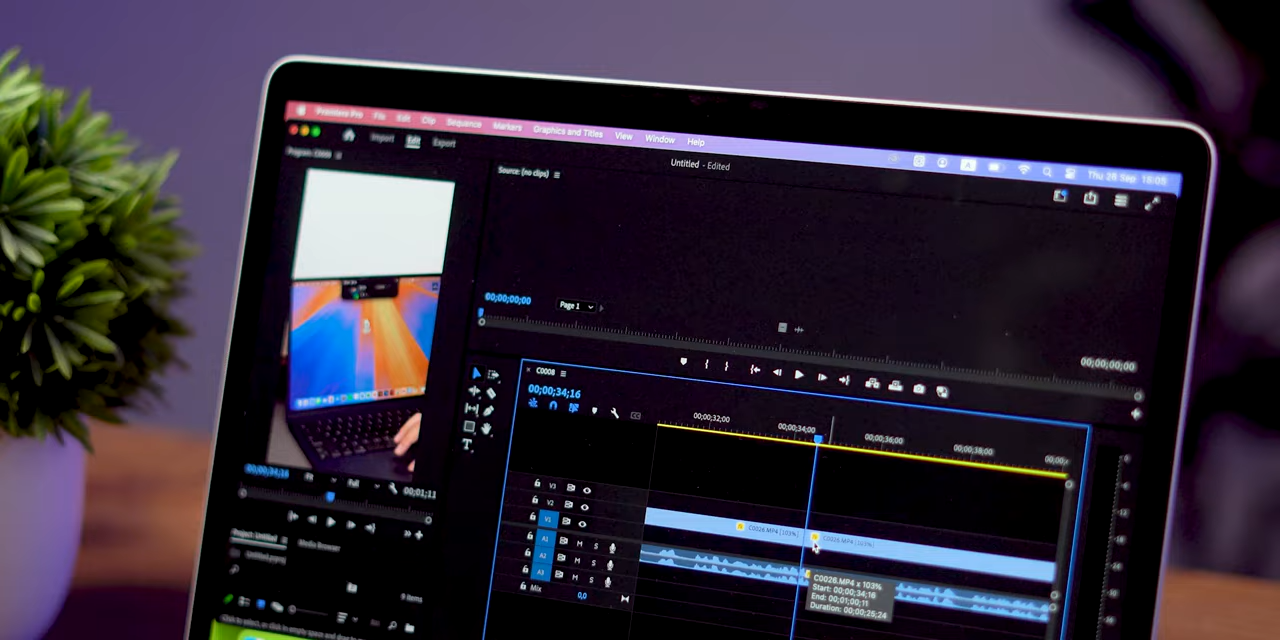 Premiere Pro File Edit Clip Sequence Markers Graphics and Titles View Window Help
Thu 28 Sep 18:05
Import Edit Export
Untitled - Edited
Program: C0008
Source: (no clips)
00;00;00;00
Page 1
00;00;00;00
C0008
00;00;34;16
00;00;32;00 00;00;34;00 00;00;36;00 00;00;38;00 00;00;
00;00;34;16 Fit Full 00;01;11;
V3
V2
V1
A1 M S
A2 M S
A3 M S
Mix 0,0
C0026.MP4 [103%]
C0026.MP4 [103%]
C0026.MP4 x 103%
Start: 00;00;34;16
End: 00;01;00;11
Duration: 00;00;25;24
Project: Untitled Media Browser
Untitled.prproj
9 items